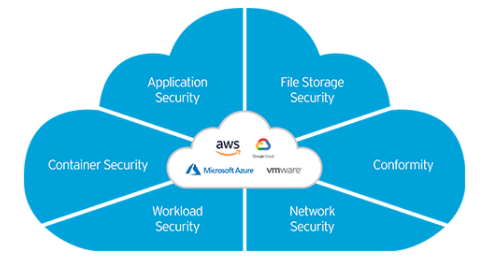 Application
Security
File Storage
Security
aws
Google Cloud
Container Security
Microsoft Azure
vmware
Conformity
Workload
Security
Network
Security